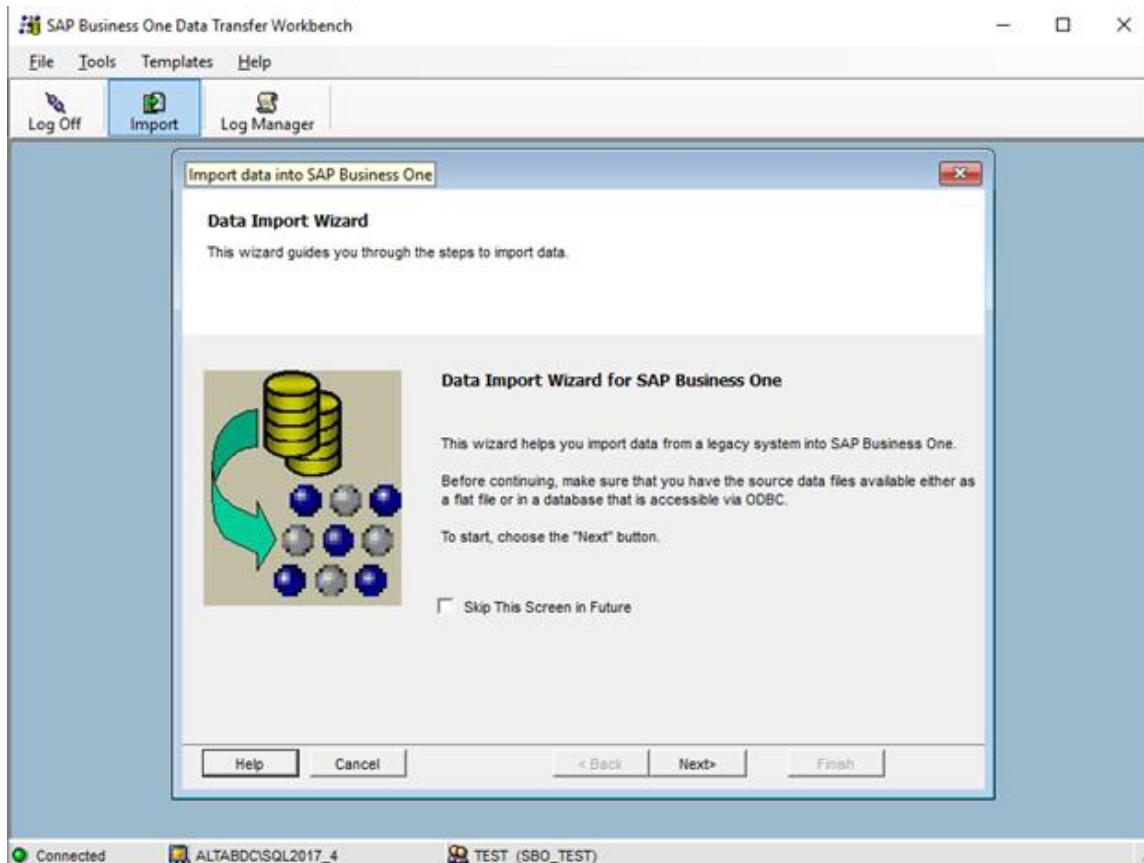 SAP Business One Data Transfer Workbench
File Tools Templates Help
Log Off Import Log Manager
Import data into SAP Business One
Data Import Wizard
This wizard guides you through the steps to import data.
Data Import Wizard for SAP Business One
This wizard helps you import data from a legacy system into SAP Business One.
Before continuing, make sure that you have the source data files available either as
a flat file or in a database that is accessible via ODBC.
To start, choose the "Next" button.
Skip This Screen in Future
Help Cancel < Back Next> Finish
Connected ALTABDC\SQL2017_4 TEST (SBO_TEST)